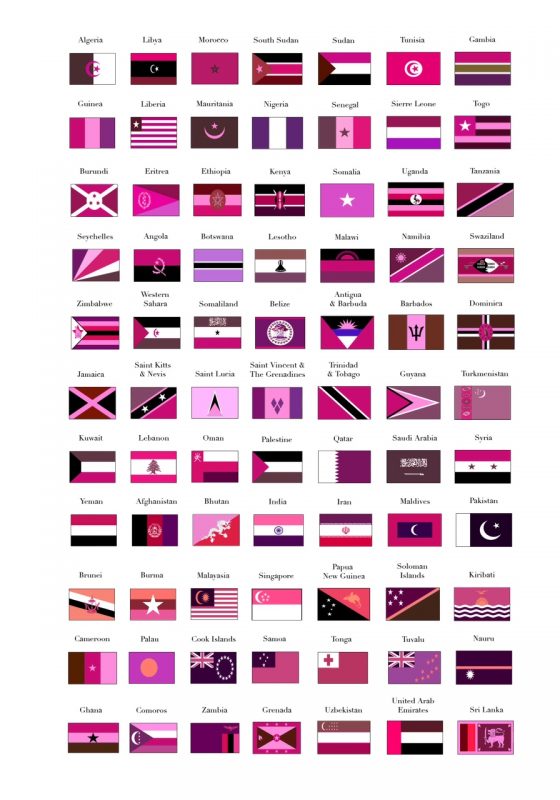 Algeria Libya Morocco South Sudan Sudan Tunisia Gambia
Guinea Liberia Mauritania Nigeria Senegal Sierre Leone Togo
Burundi Eritrea Ethiopia Kenya Somalia Uganda Tanzania
Seychelles Angola Botswana Lesotho Malawi Namibia Swaziland
Zimbabwe Western Sahara Somaliland Belize Antigua & Barbuda Barbados Dominica
Jamaica Saint Kitts & Nevis Saint Lucia Saint Vincent & The Grenadines Trinidad & Tobago Guyana Turkmenistan
Kuwait Lebanon Oman Palestine Qatar Saudi Arabia Syria
Yeman Afghanistan Bhutan India Iran Maldives Pakistan
Brunei Burma Malayasia Singapore Papua New Guinea Soloman Islands Kiribati
Cameroon Palau Cook Islands Samoa Tonga Tuvalu Nauru
Ghana Comoros Zambia Grenada Uzbekistan United Arab Emirates Sri Lanka